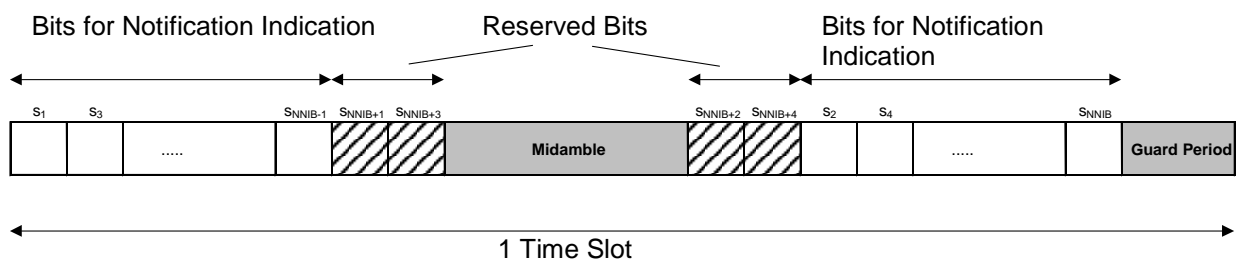 Bits for Notification Indication
Reserved Bits
Bits for Notification
Indication
s1 s3 sNNIB-1 sNNIB+1 sNNIB+3 sNNIB+2 sNNIB+4 s2 s4 sNNIB
..... Midamble ..... Guard Period
1 Time Slot